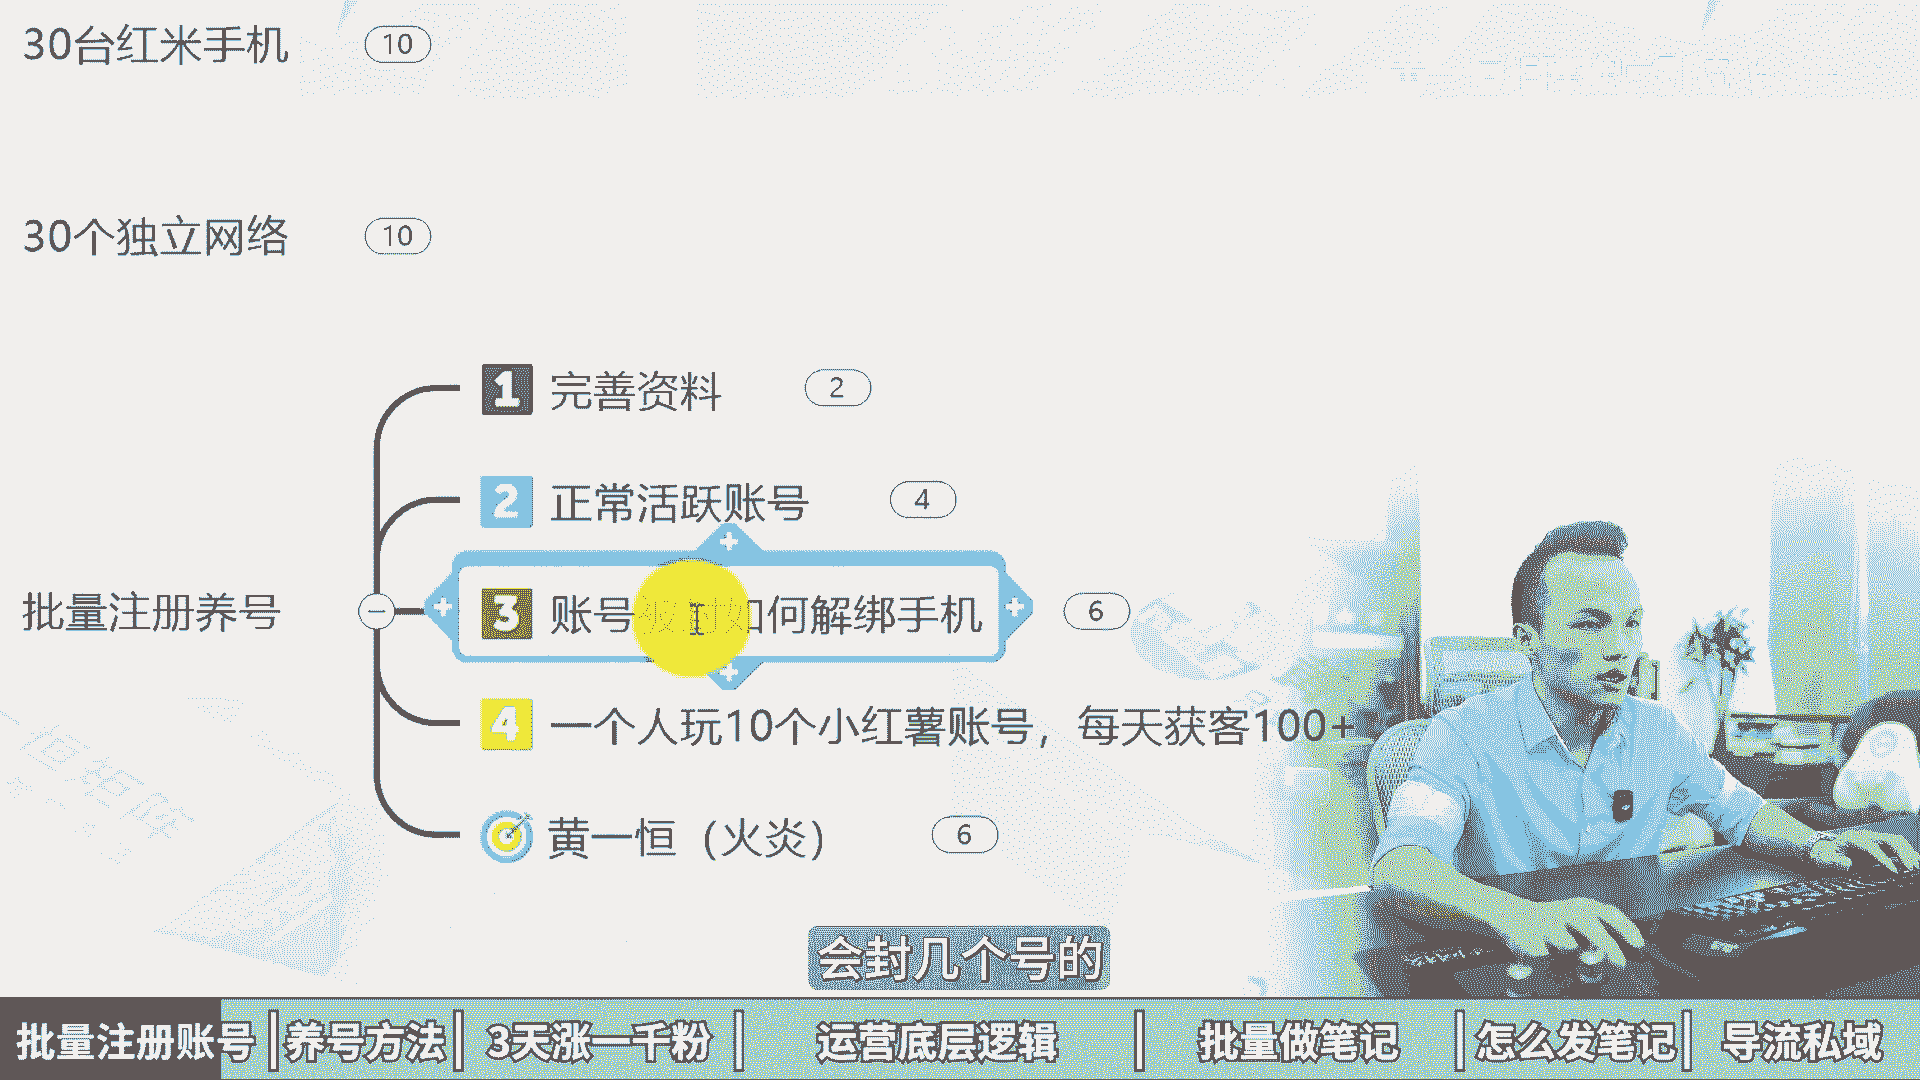 30台红米手机 10
30个独立网络 10
1 完善资料 2
2 正常活跃账号 4
批量注册养号
3 账号被封如何解绑手机 6
4 一个人玩10个小红薯账号，每天获客100+
黄一恒（火炎） 6
会封几个号的
批量注册账号 养号方法 3天涨一千粉 运营底层逻辑 批量做笔记 怎么发笔记 导流私域